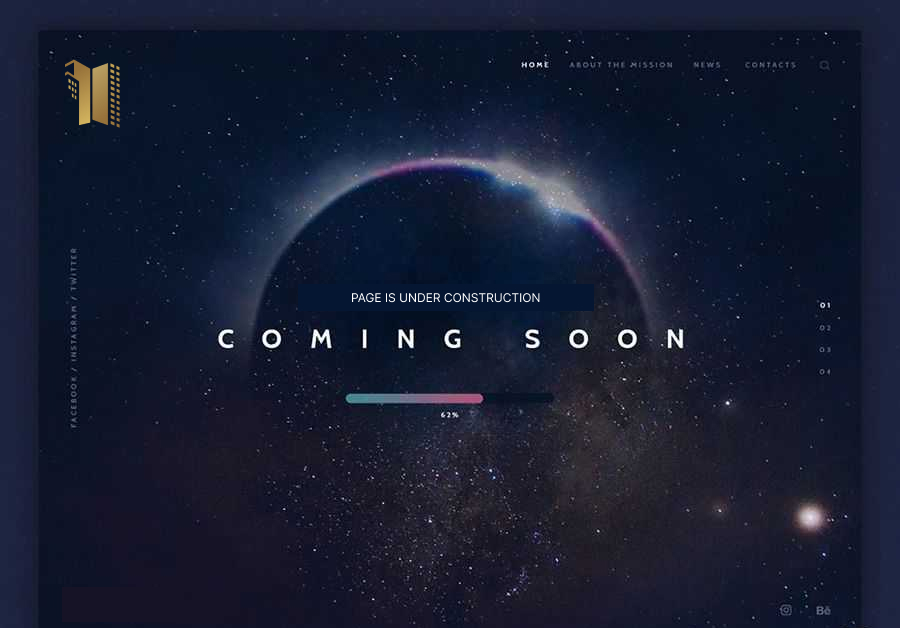 HOME ABOUT THE MISSION NEWS CONTACTS
FACEBOOK / INSTAGRAM / TWITTER
PAGE IS UNDER CONSTRUCTION
COMING SOON
62%
01
02
03
04
Bē